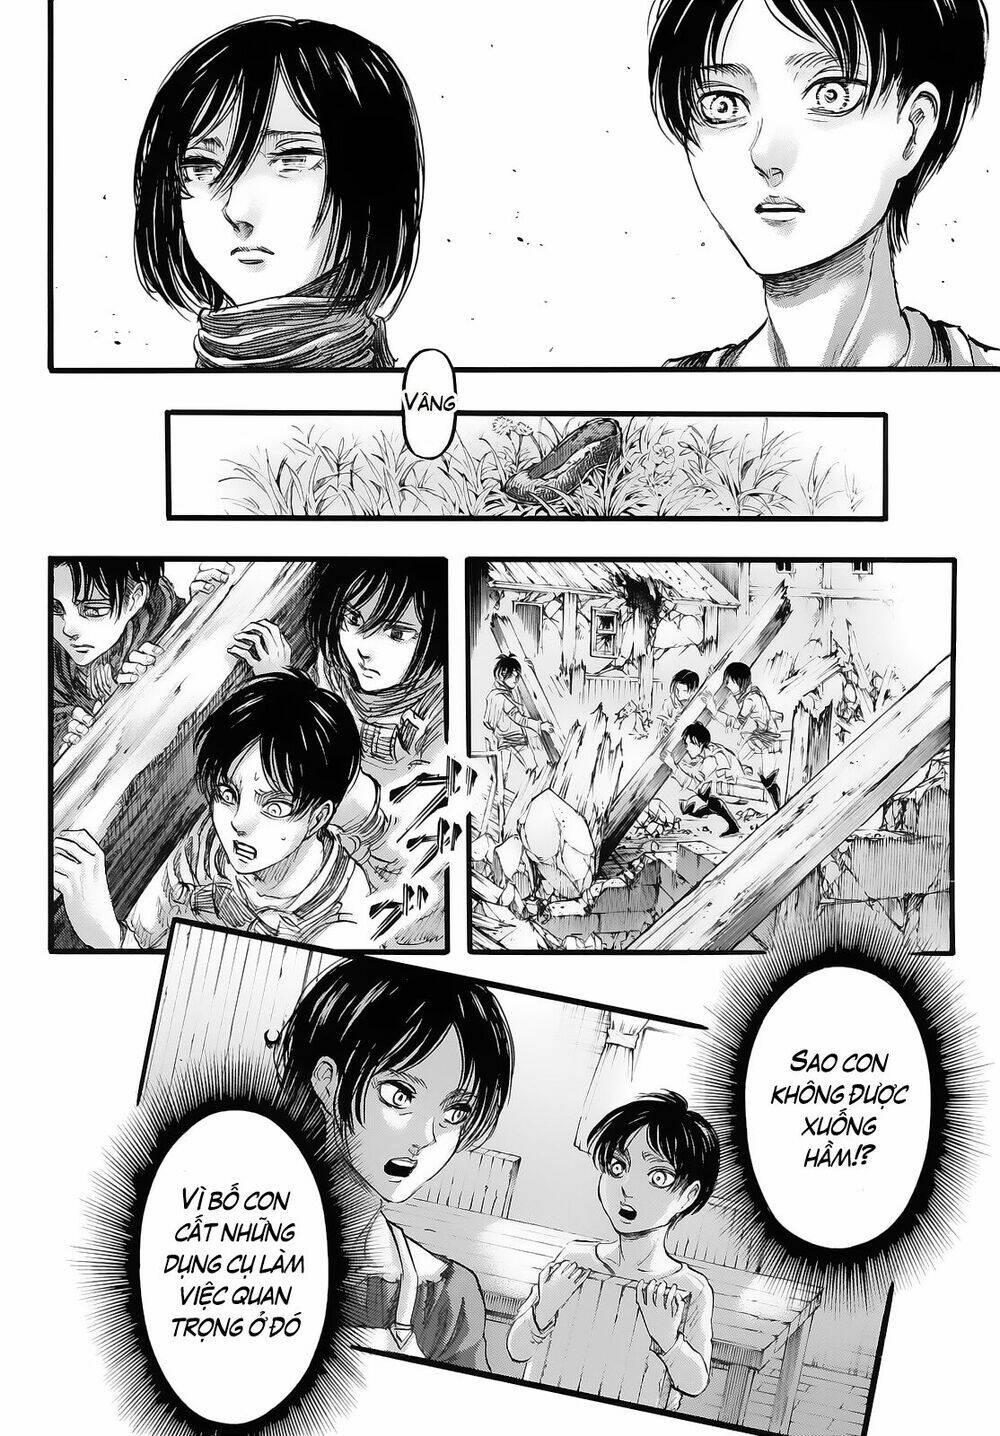 VÂNG
SAO CON
KHÔNG ĐƯỢC
XUỐNG
HẦM!?
VÌ BỐ CON
CẤT NHỮNG
DỤNG CỤ LÀM
VIỆC QUAN
TRỌNG Ở ĐÓ